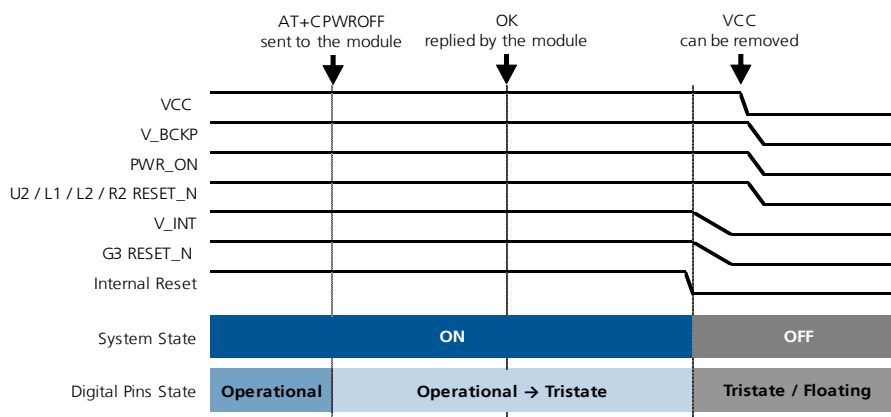 AT+CPWROFF
sent to the module
OK
replied by the module
VCC
can be removed
VCC
V_BCKP
PWR_ON
U2 / L1 / L2 / R2 RESET_N
V_INT
G3 RESET_N
Internal Reset
System State
ON
OFF
Digital Pins State
Operational
Operational → Tristate
Tristate / Floating